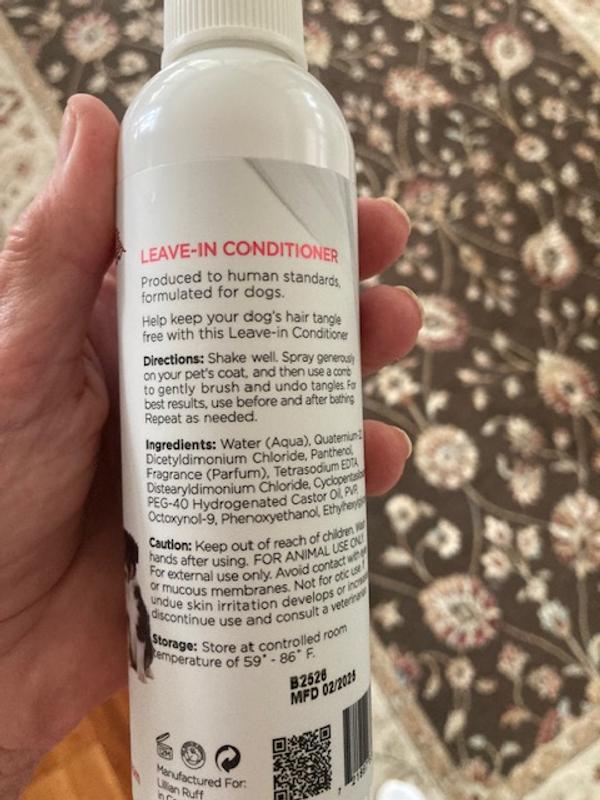 LEAVE-IN CONDITIONER
Produced to human standards,
formulated for dogs.
Help keep your dog's hair tangle
free with this Leave-in Conditioner
Directions: Shake well. Spray generously
on your pet's coat, and then use a comb
to gently brush and undo tangles. For
best results, use before and after bathing.
Repeat as needed.
Ingredients: Water (Aqua),
Dicetyldimonium Chloride, Panthenol,
Fragrance (Parfum), Tetrasodium EDTA,
Distearyldimonium Chloride,
PEG-40 Hydrogenated Castor Oil, PVP,
Octoxynol-9, Phenoxyethanol,
Caution: Keep out of reach of children.
hands after using. FOR ANIMAL USE ONLY.
For external use only. Avoid contact with
or mucous membranes. Not for otic use.
undue skin irritation develops or
discontinue use and consult a
Storage: Store at controlled room
temperature of 59° - 86° F.
MFD
Manufactured For:
Lillian Ruff